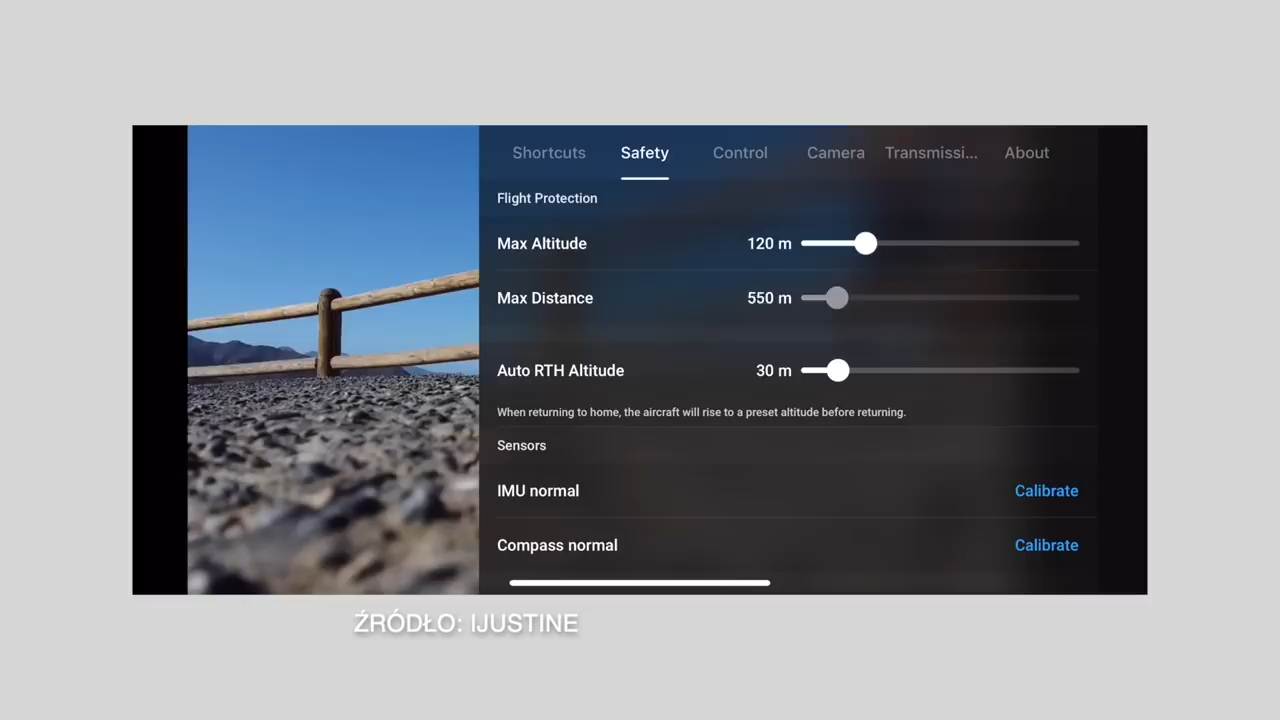 Shortcuts Safety Control Camera Transmissi... About
Flight Protection
Max Altitude 120 m
Max Distance 550 m
Auto RTH Altitude 30 m
When returning to home, the aircraft will rise to a preset altitude before returning.
Sensors
IMU normal Calibrate
Compass normal Calibrate
ŹRÓDŁO: IJUSTINE